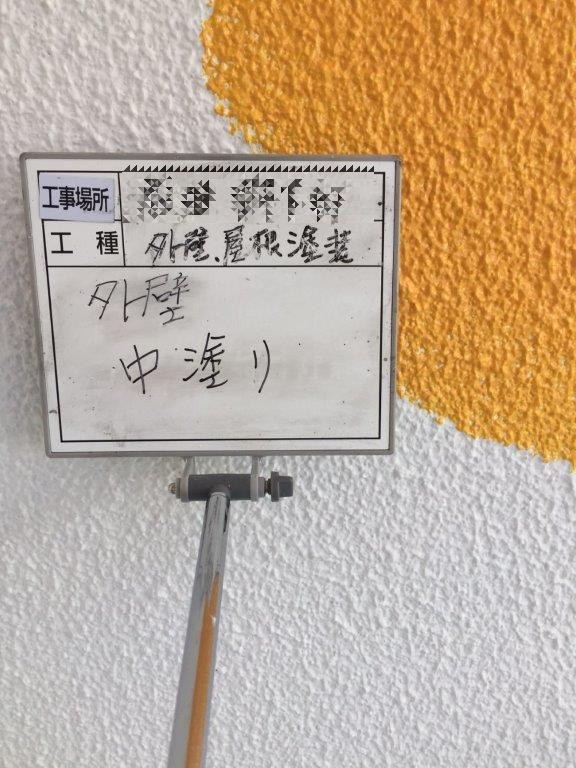 工事場所
工種 外壁、屋根塗装
外壁
中塗り